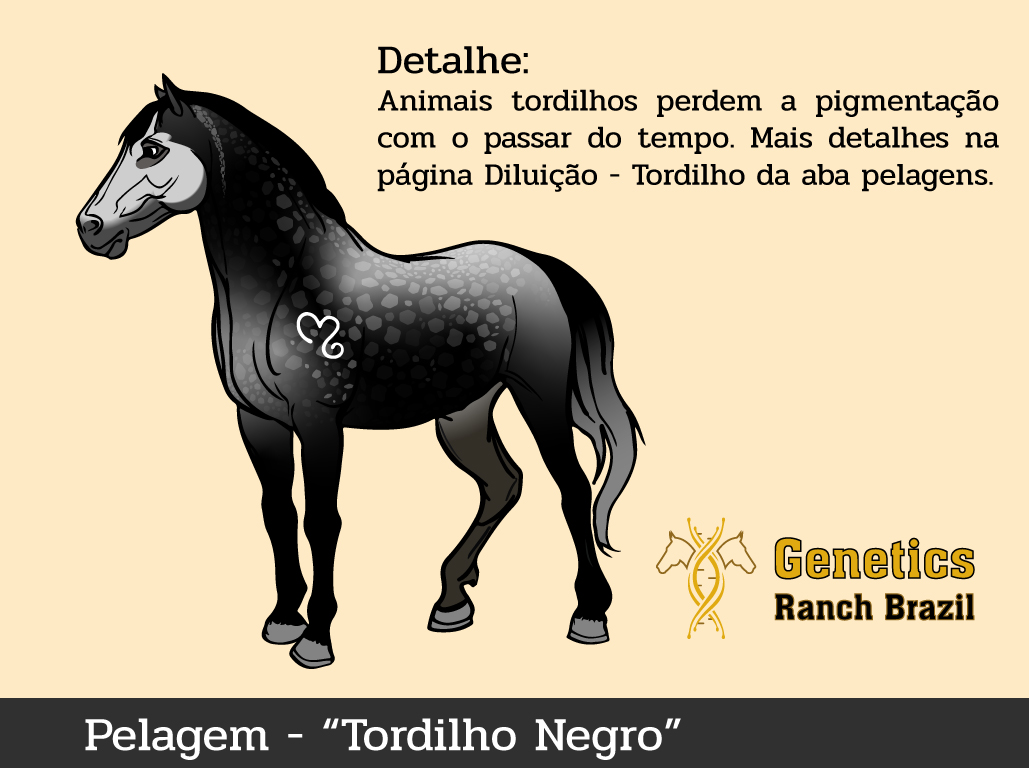 Detalhe:
Animais tordilhos perdem a pigmentação
com o passar do tempo. Mais detalhes na
página Diluição - Tordilho da aba pelagens.
Genetics
Ranch Brazil
Pelagem - “Tordilho Negro”